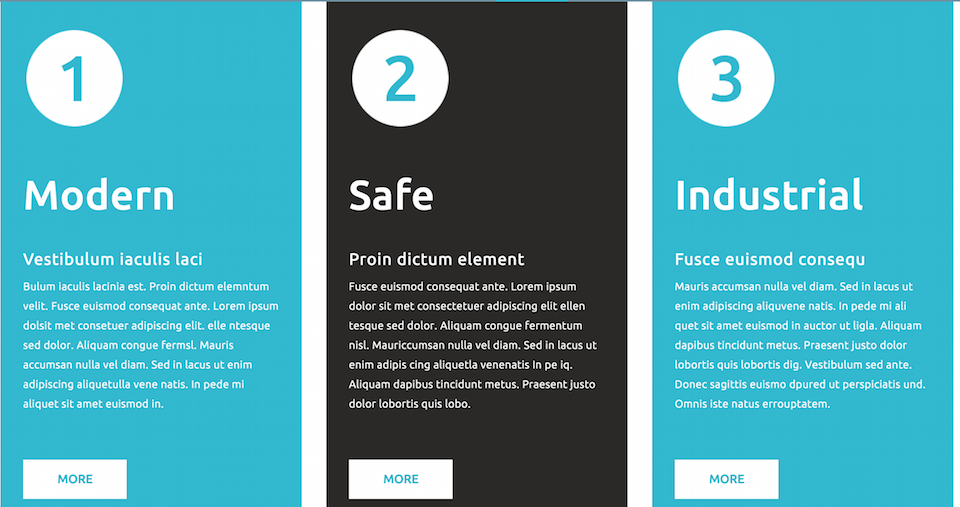 1
Modern
Vestibulum iaculis laci
Bulum iaculis lacinia est. Proin dictum elemntum
velit. Fusce euismod consequat ante. Lorem ipsum
dolsit met consetuer adipiscing elit. elle ntesque
sed dolor. Aliquam congue fermsl. Mauris
accumsan nulla vel diam. Sed in lacus ut enim
adipiscing aliquetulla vene natis. In pede mi
aliquet sit amet euismod in.
MORE
2
Safe
Proin dictum element
Fusce euismod consequat ante. Lorem ipsum
dolor sit met consectetuer adipiscing elit ellen
tesque sed dolor. Aliquam congue fermentum
nisl. Mauriccumsan nulla vel diam. Sed in lacus ut
enim adipis cing aliquetla venenatis In pe iq.
Aliquam dapibus tincidunt metus. Praesent justo
dolor lobortis quis lobo.
MORE
3
Industrial
Fusce euismod consequ
Mauris accumsan nulla vel diam. Sed in lacus ut
enim adipiscing aliquvene natis. In pede mi ali
quet sit amet euismod in auctor ut ligla. Aliquam
dapibus tincidunt metus. Praesent justo dolor
lobortis quis lobortis dig. Vestibulum sed ante.
Donec sagittis euismo dpured ut perspiciatis und.
Omnis iste natus errouptatem.
MORE